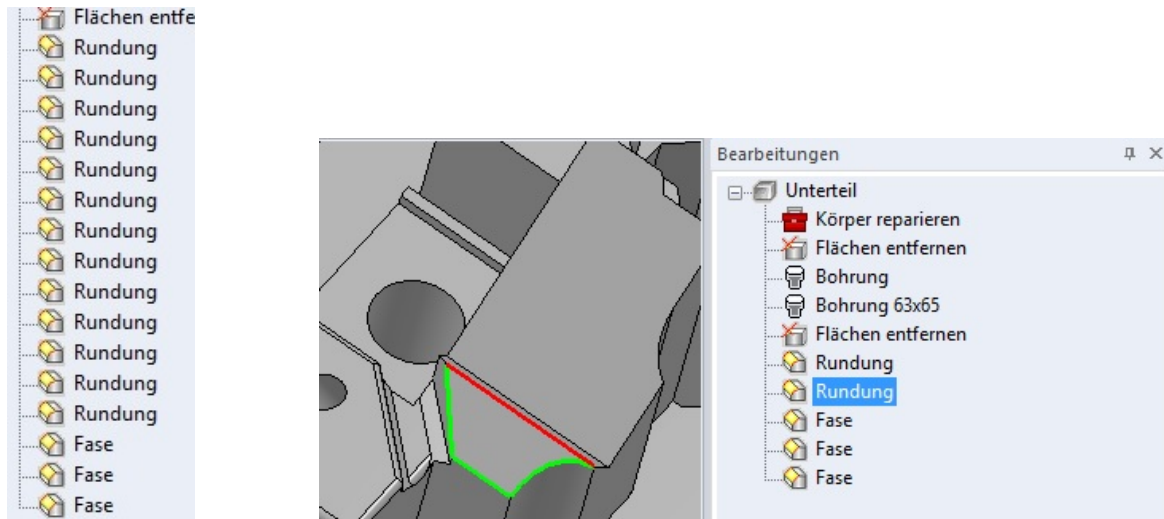 Flächen entfe
Rundung
Rundung
Rundung
Rundung
Rundung
Rundung
Rundung
Rundung
Rundung
Rundung
Rundung
Rundung
Rundung
Fase
Fase
Fase
Bearbeitungen
Unterteil
Körper reparieren
Flächen entfernen
Bohrung
Bohrung 63x65
Flächen entfernen
Rundung
Rundung
Fase
Fase
Fase